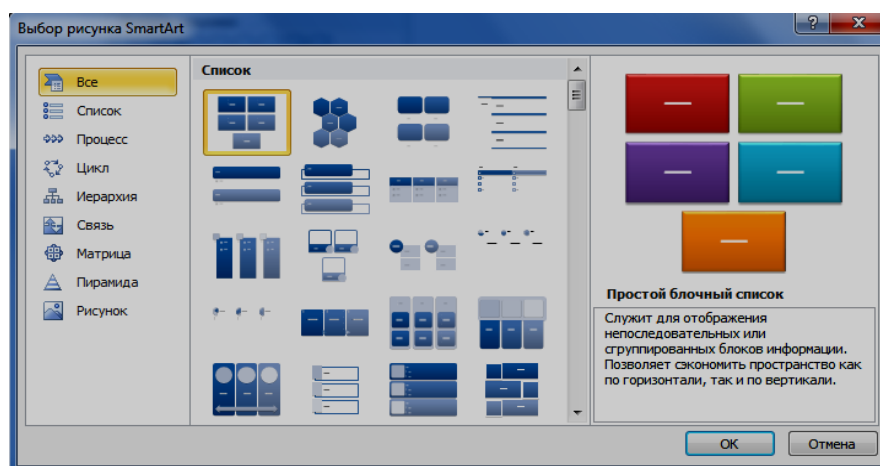 Выбор рисунка SmartArt
Все
Список
Процесс
Цикл
Иерархия
Связь
Матрица
Пирамида
Рисунок
Список
Простой блочный список
Служит для отображения
непоследовательных или
сгруппированных блоков информации.
Позволяет сэкономить пространство как
по горизонтали, так и по вертикали.
ОК
Отмена